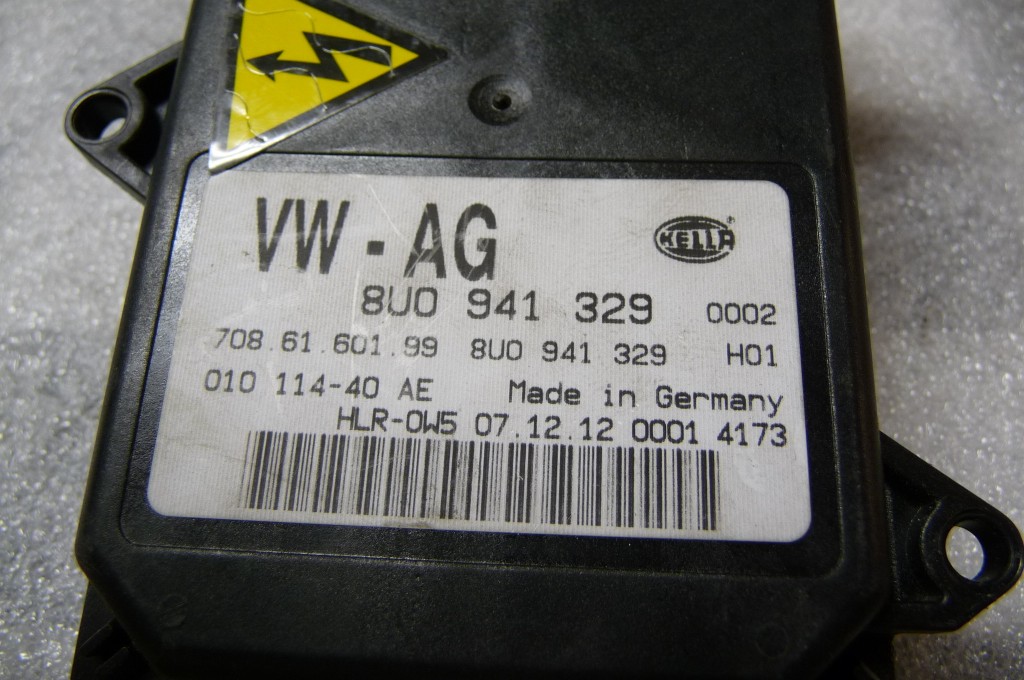 VW - AG
HELLA ®
8U0 941 329 0002
708.61.601.99 8U0 941 329 H01
010 114-40 AE Made in Germany
HLR-0W5 07.12.12 0001 4173